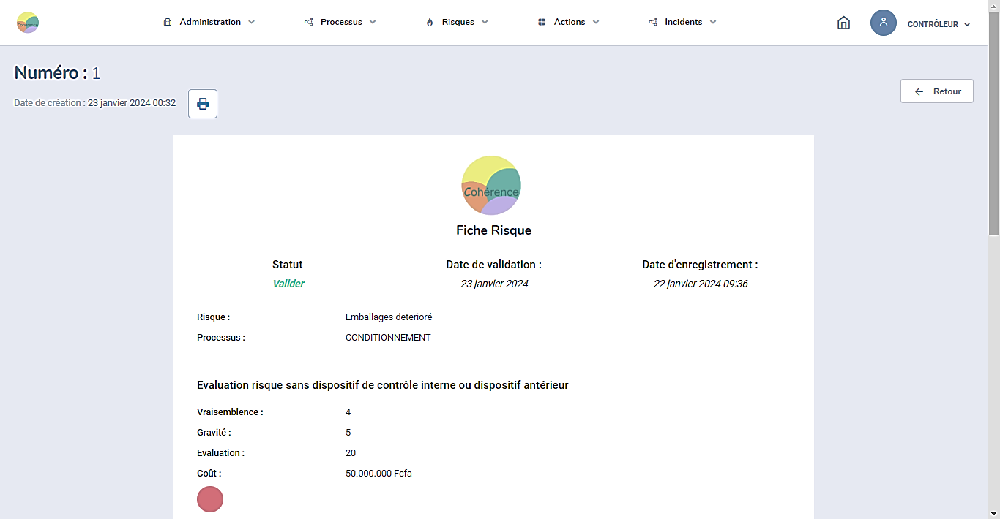 Cohérence
Administration Processus Risques Actions Incidents CONTRÔLEUR
Numéro : 1
Date de création : 23 janvier 2024 00:32
Retour
Cohérence
Fiche Risque
Statut Date de validation : Date d'enregistrement :
Valider 23 janvier 2024 22 janvier 2024 09:36
Risque : Emballages deterioré
Processus : CONDITIONNEMENT
Evaluation risque sans dispositif de contrôle interne ou dispositif antérieur
Vraisemblence : 4
Gravité : 5
Evaluation : 20
Coût : 50.000.000 Fcfa